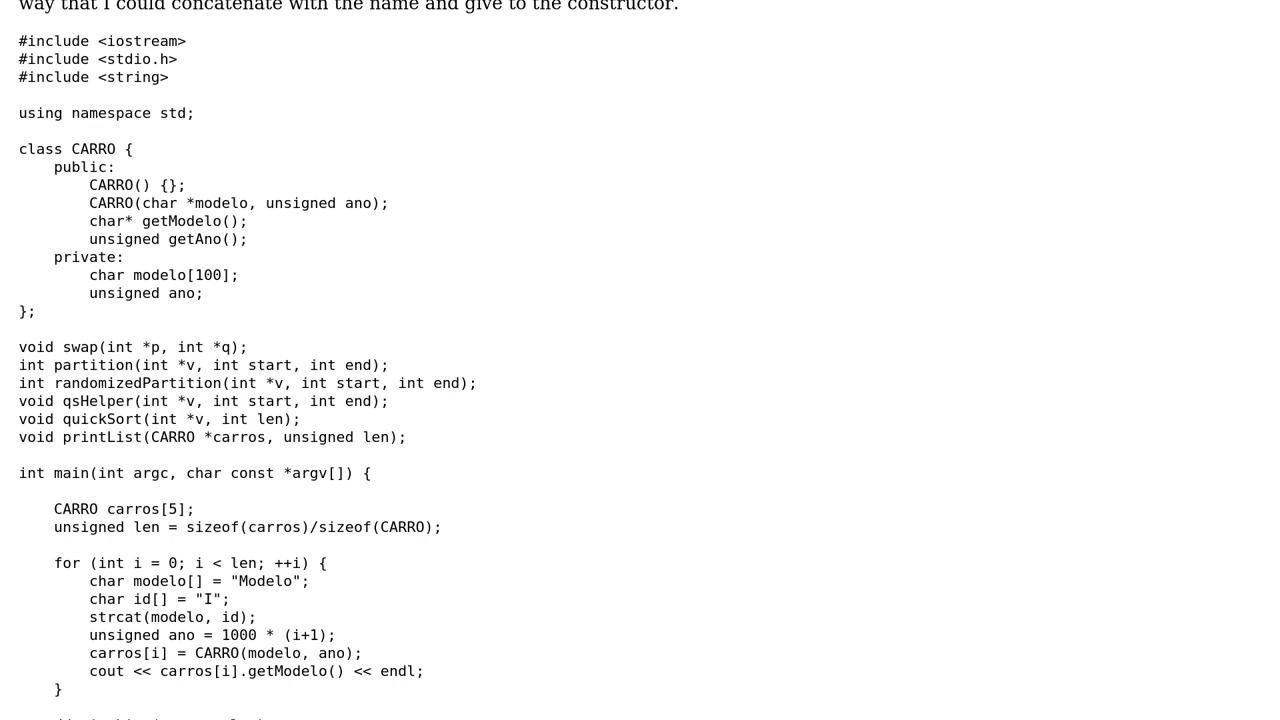 way that I could concatenate with the name and give to the constructor.
#include <iostream>
#include <stdio.h>
#include <string>
using namespace std;
class CARRO {
    public:
        CARRO() {};
        CARRO(char *modelo, unsigned ano);
        char* getModelo();
        unsigned getAno();
    private:
        char modelo[100];
        unsigned ano;
};
void swap(int *p, int *q);
int partition(int *v, int start, int end);
int randomizedPartition(int *v, int start, int end);
void qsHelper(int *v, int start, int end);
void quickSort(int *v, int len);
void printList(CARRO *carros, unsigned len);
int main(int argc, char const *argv[]) {
    CARRO carros[5];
    unsigned len = sizeof(carros)/sizeof(CARRO);
    for (int i = 0; i < len; ++i) {
        char modelo[] = "Modelo";
        char id[] = "I";
        strcat(modelo, id);
        unsigned ano = 1000 * (i+1);
        carros[i] = CARRO(modelo, ano);
        cout << carros[i].getModelo() << endl;
    }